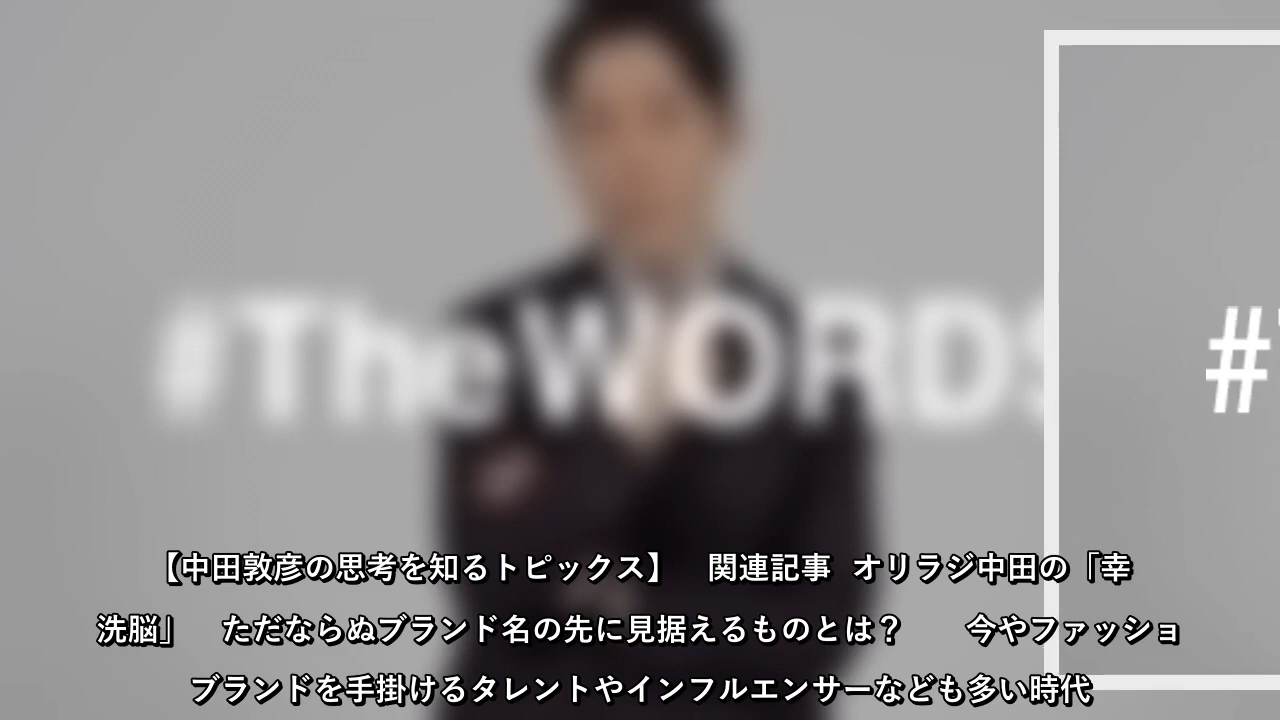 #TheWORDS
#
【中田敦彦の思考を知るトピックス】 関連記事 オリラジ中田の「幸
洗脳」 ただならぬブランド名の先に見据えるものとは？ 今やファッショ
ブランドを手掛けるタレントやインフルエンサーなども多い時代